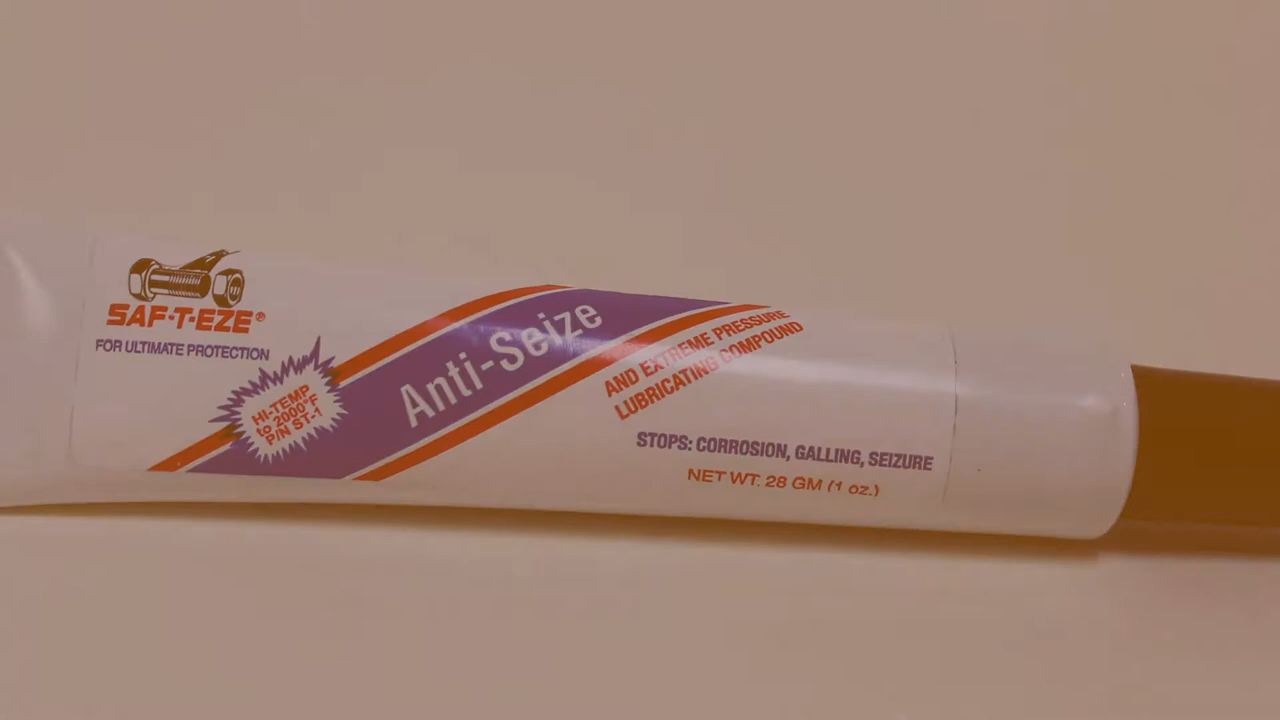 SAF-T-EZE®
FOR ULTIMATE PROTECTION
HI-TEMP
to 2000°F
P/N ST-1
Anti-Seize
AND EXTREME PRESSURE
LUBRICATING COMPOUND
STOPS: CORROSION, GALLING, SEIZURE
NET WT. 28 GM (1 oz.)